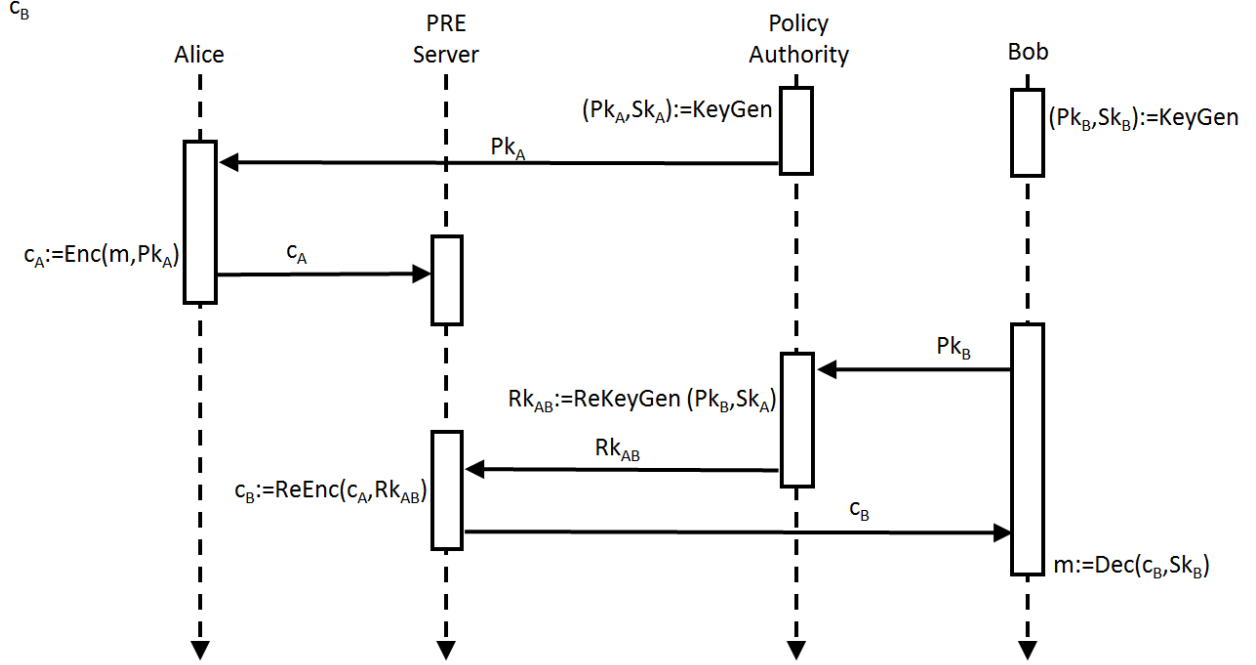 c_B
Alice
PRE
Server
Policy
Authority
Bob
(Pk_A,Sk_A):=KeyGen
(Pk_B,Sk_B):=KeyGen
Pk_A
c_A:=Enc(m,Pk_A)
c_A
Pk_B
Rk_AB:=ReKeyGen (Pk_B,Sk_A)
Rk_AB
c_B:=ReEnc(c_A,Rk_AB)
c_B
m:=Dec(c_B,Sk_B)